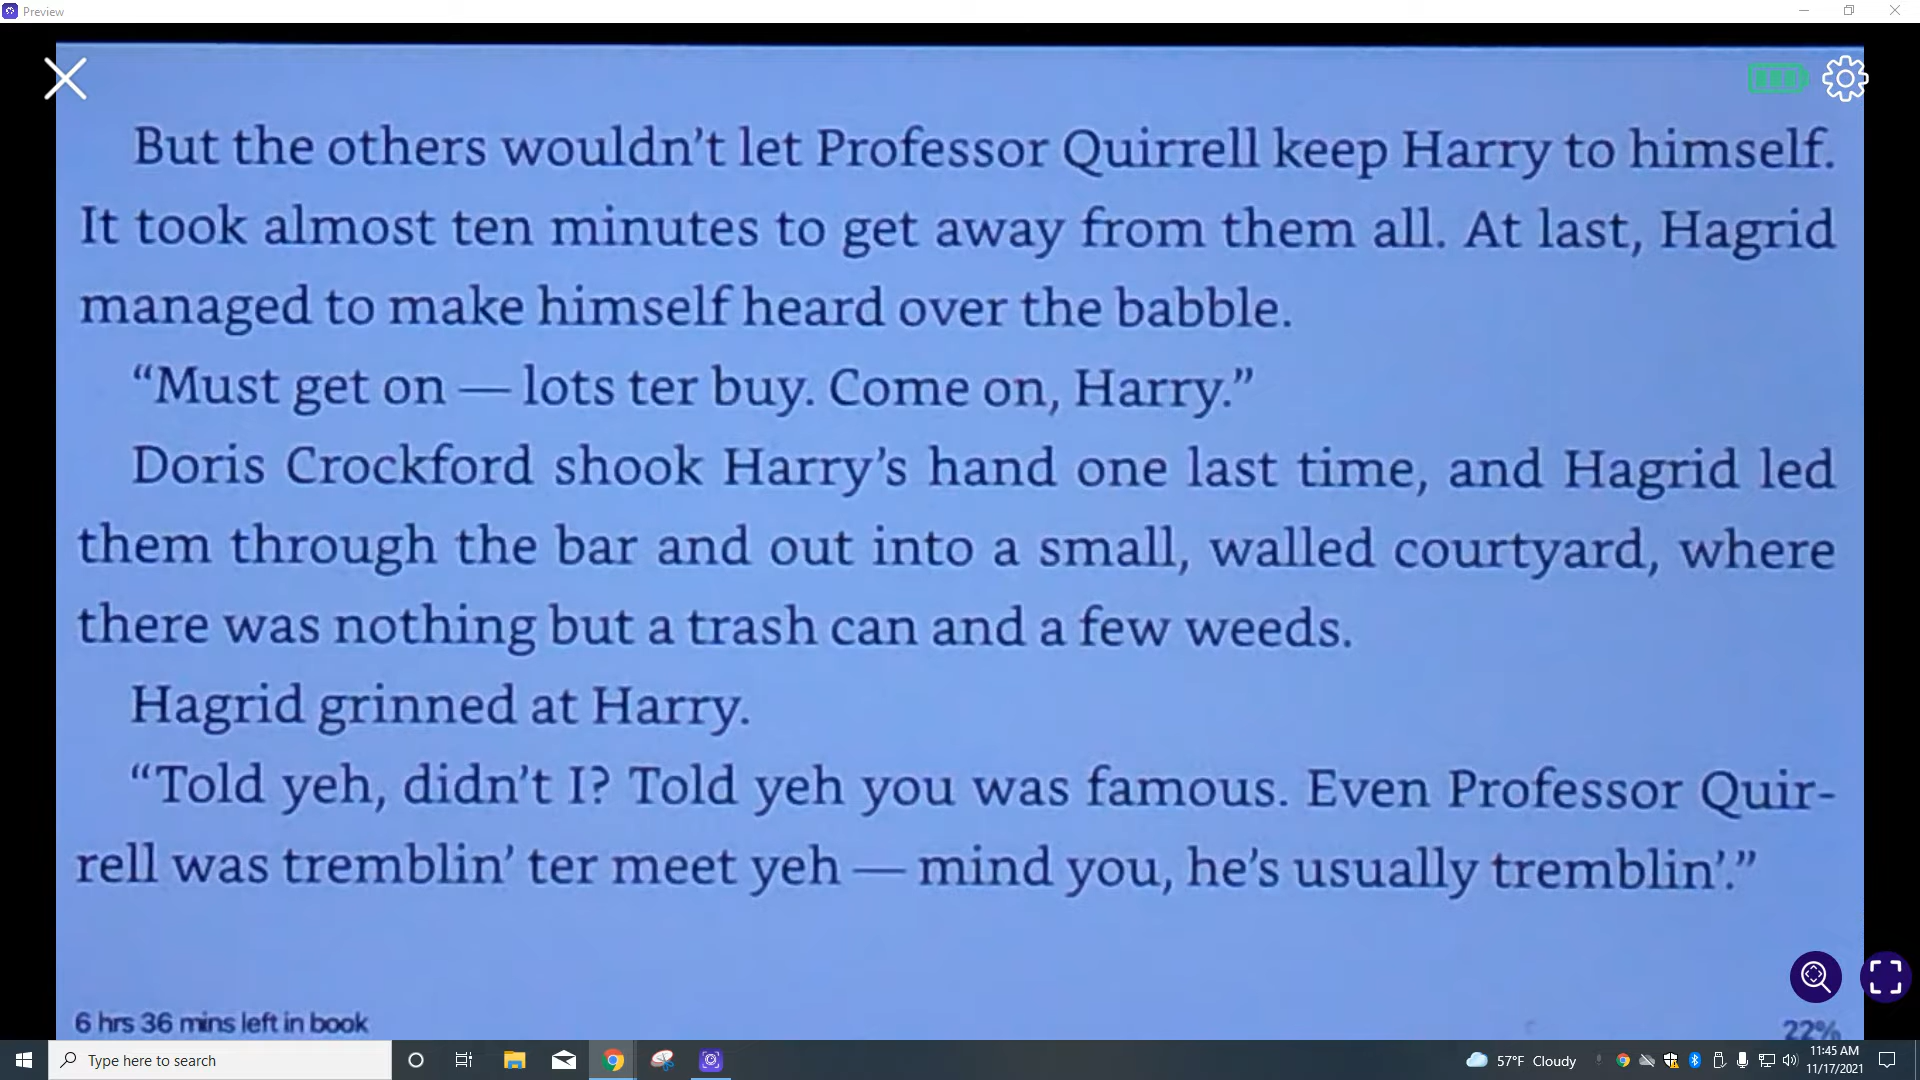 Preview
But the others wouldn’t let Professor Quirrell keep Harry to himself.
It took almost ten minutes to get away from them all. At last, Hagrid
managed to make himself heard over the babble.
“Must get on — lots ter buy. Come on, Harry.”
Doris Crockford shook Harry’s hand one last time, and Hagrid led
them through the bar and out into a small, walled courtyard, where
there was nothing but a trash can and a few weeds.
Hagrid grinned at Harry.
“Told yeh, didn’t I? Told yeh you was famous. Even Professor Quir-
rell was tremblin’ ter meet yeh — mind you, he’s usually tremblin’.”
6 hrs 36 mins left in book
22%
Type here to search
57°F Cloudy
11:45 AM
11/17/2021